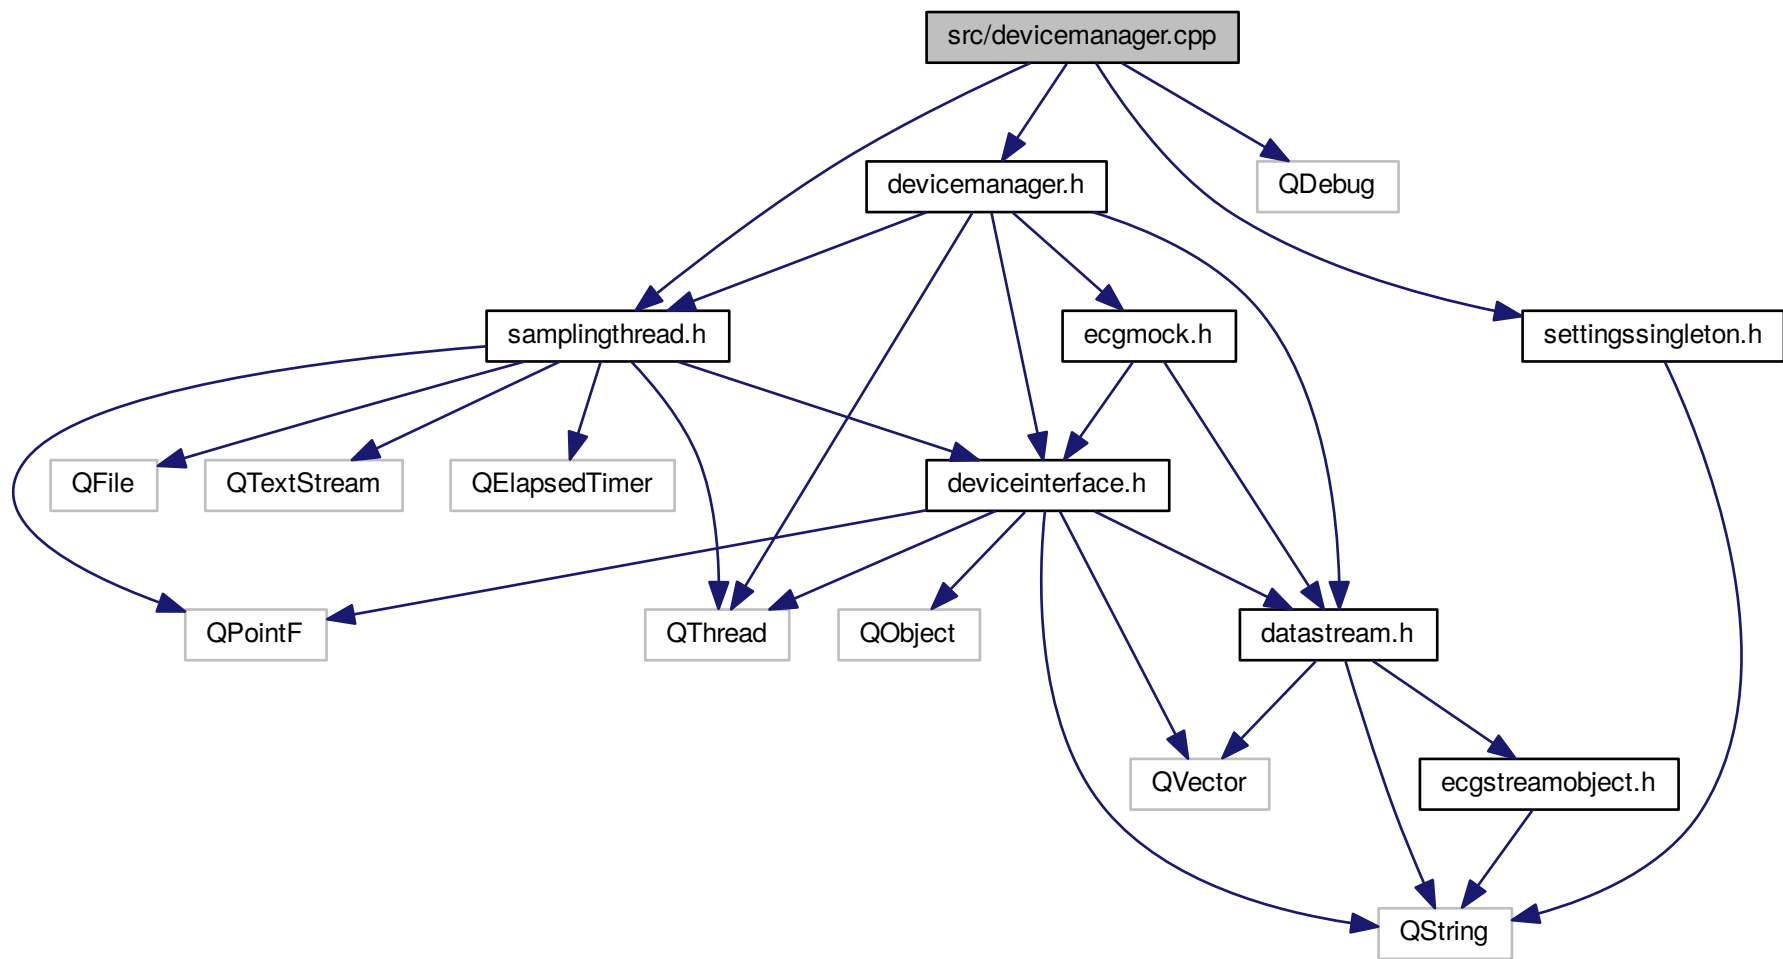 src/devicemanager.cpp
devicemanager.h
QDebug
samplingthread.h
ecgmock.h
settingssingleton.h
QFile
QTextStream
QElapsedTimer
deviceinterface.h
QPointF
QThread
QObject
datastream.h
QVector
ecgstreamobject.h
QString